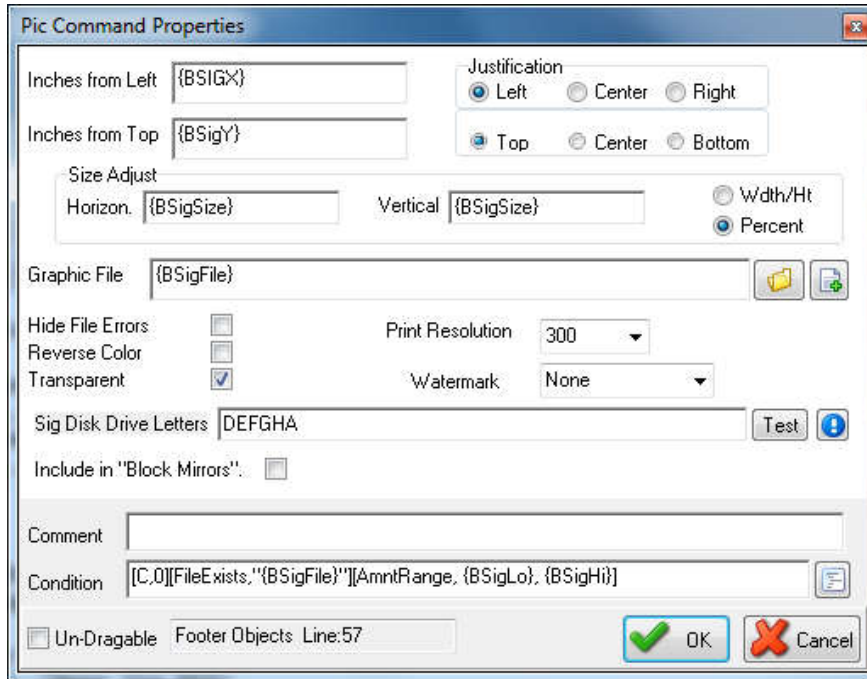 Pic Command Properties
Inches from Left {BSIGX}
Justification
Left Center Right
Inches from Top {BSigY}
Top Center Bottom
Size Adjust
Horizon. {BSigSize} Vertical {BSigSize}
Wdth/Ht
Percent
Graphic File {BSigFile}
Hide File Errors
Reverse Color
Transparent
Print Resolution 300
Watermark None
Sig Disk Drive Letters DEFGHA Test
Include in "Block Mirrors".
Comment
Condition [C,0][FileExists,"{BSigFile}"][AmntRange, {BSigLo}, {BSigHi}]
Un-Dragable Footer Objects Line:57 OK Cancel